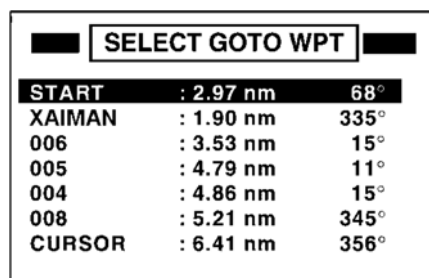 SELECT GOTO WPT
START : 2.97 nm 68°
XAIMAN : 1.90 nm 335°
006 : 3.53 nm 15°
005 : 4.79 nm 11°
004 : 4.86 nm 15°
008 : 5.21 nm 345°
CURSOR : 6.41 nm 356°